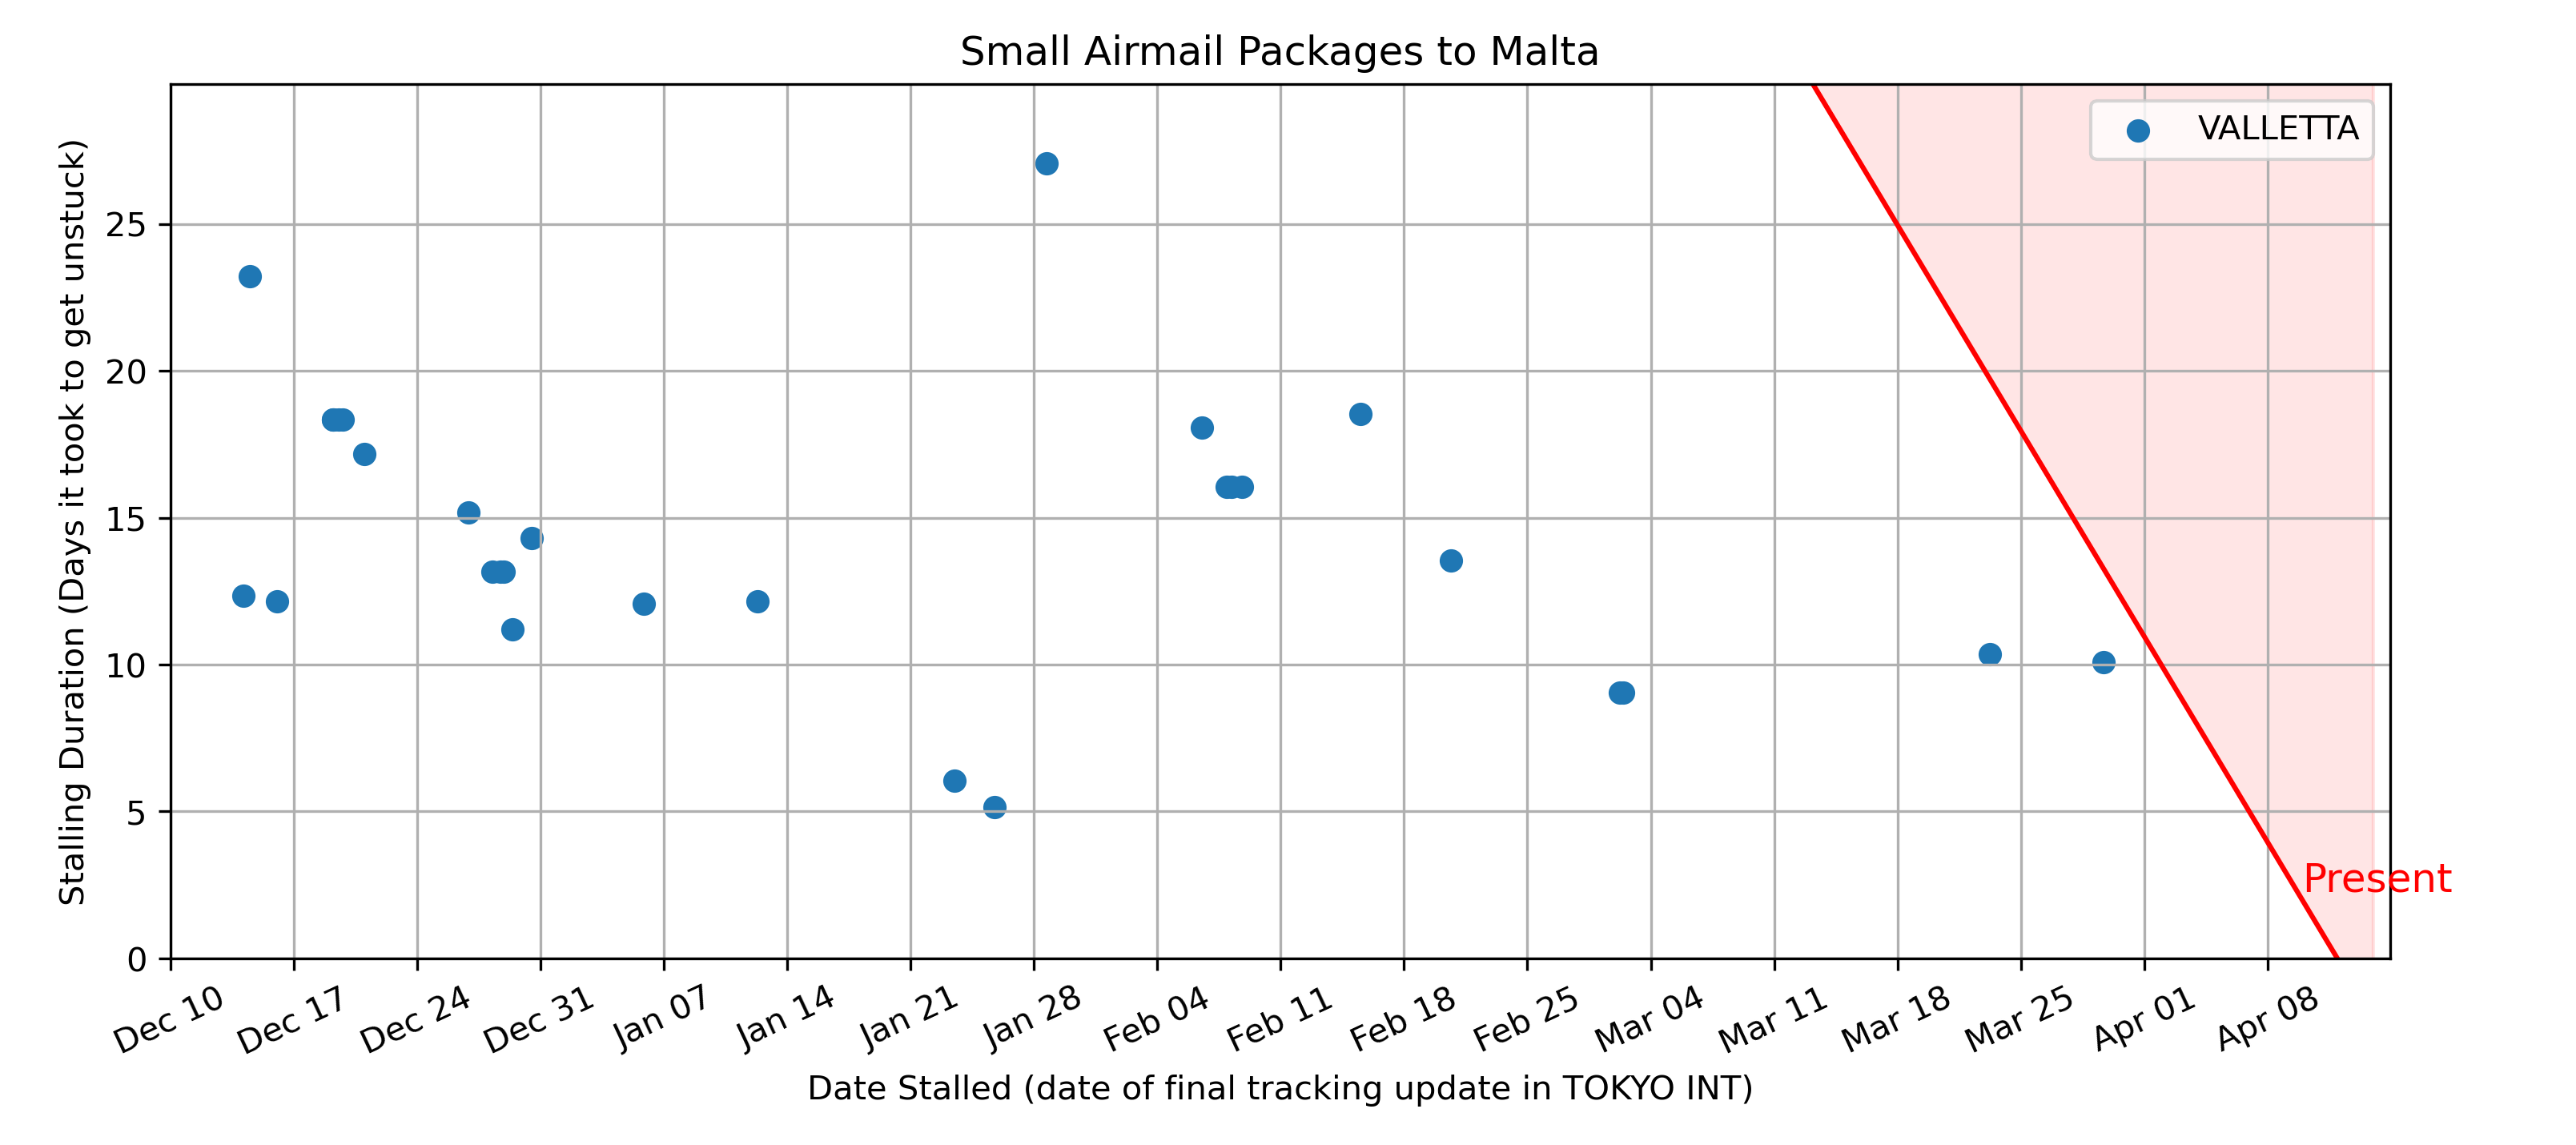 Small Airmail Packages to Malta
VALLETTA
Stalling Duration (Days it took to get unstuck)
25
20
15
10
5
0
Present
Dec 10
Dec 17
Dec 24
Dec 31
Jan 07
Jan 14
Jan 21
Jan 28
Feb 04
Feb 11
Feb 18
Feb 25
Mar 04
Mar 11
Mar 18
Mar 25
Apr 01
Apr 08
Date Stalled (date of final tracking update in TOKYO INT)